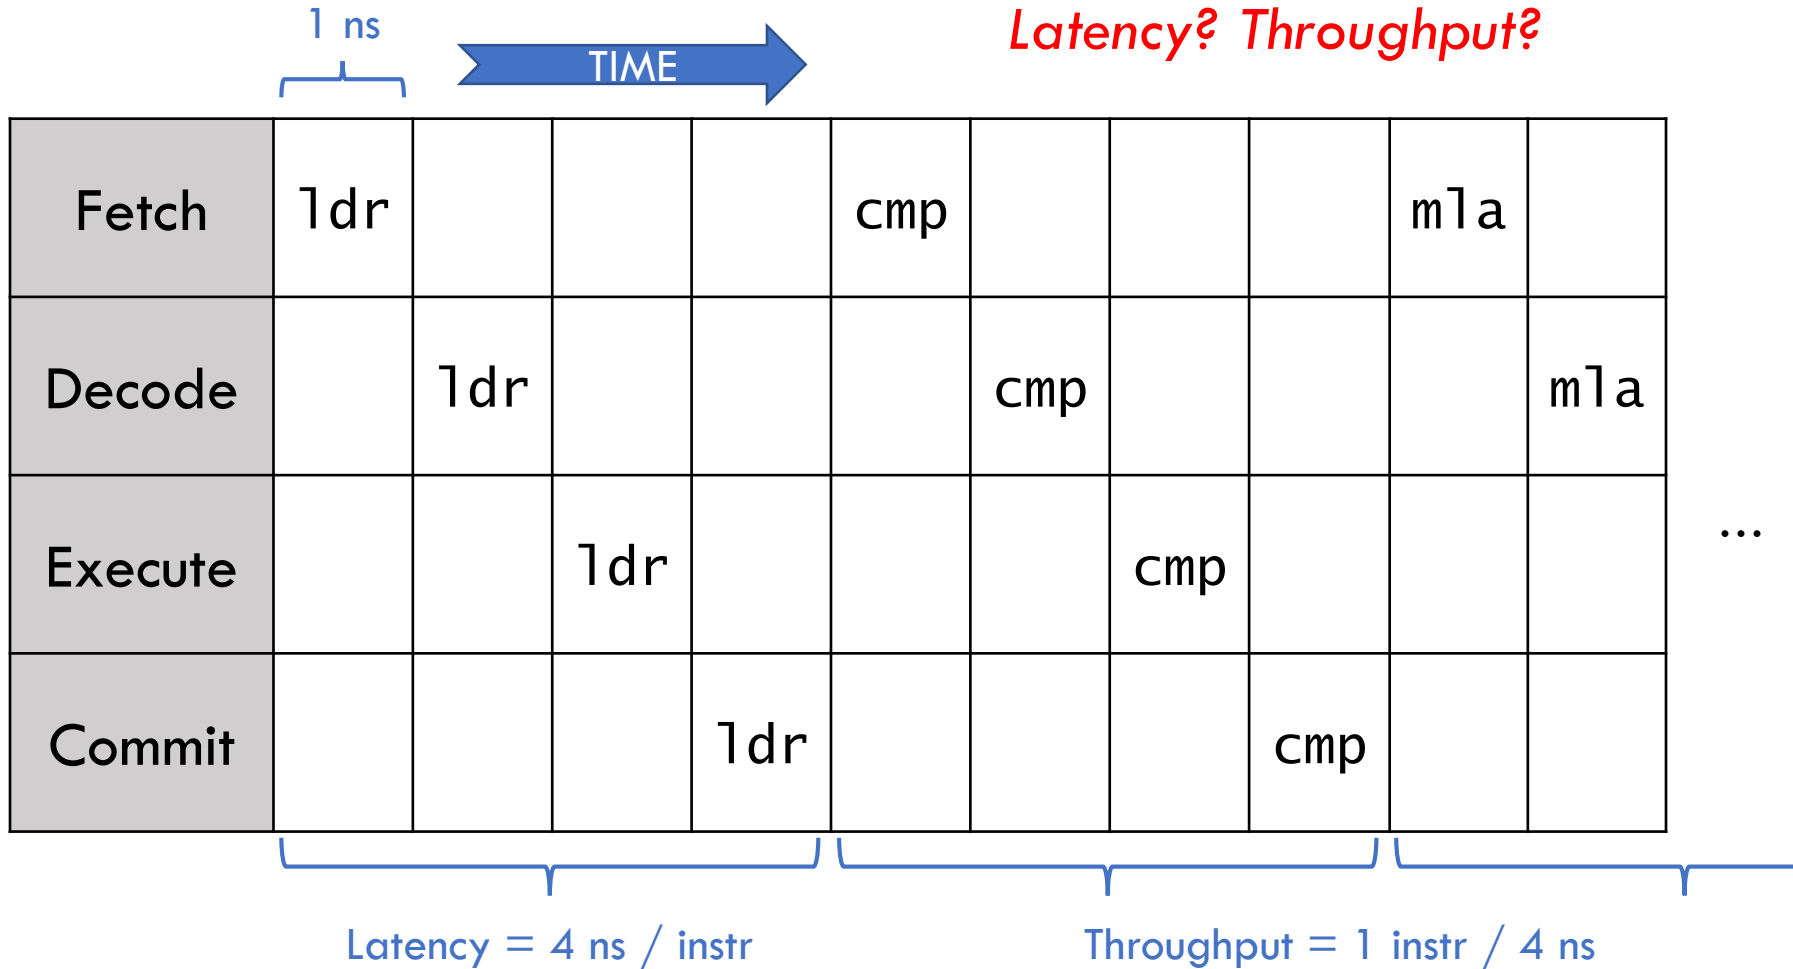 1 ns
TIME
Latency? Throughput?
Fetch ldr cmp mla
Decode ldr cmp mla
Execute ldr cmp
...
Commit ldr cmp
Latency = 4 ns / instr
Throughput = 1 instr / 4 ns